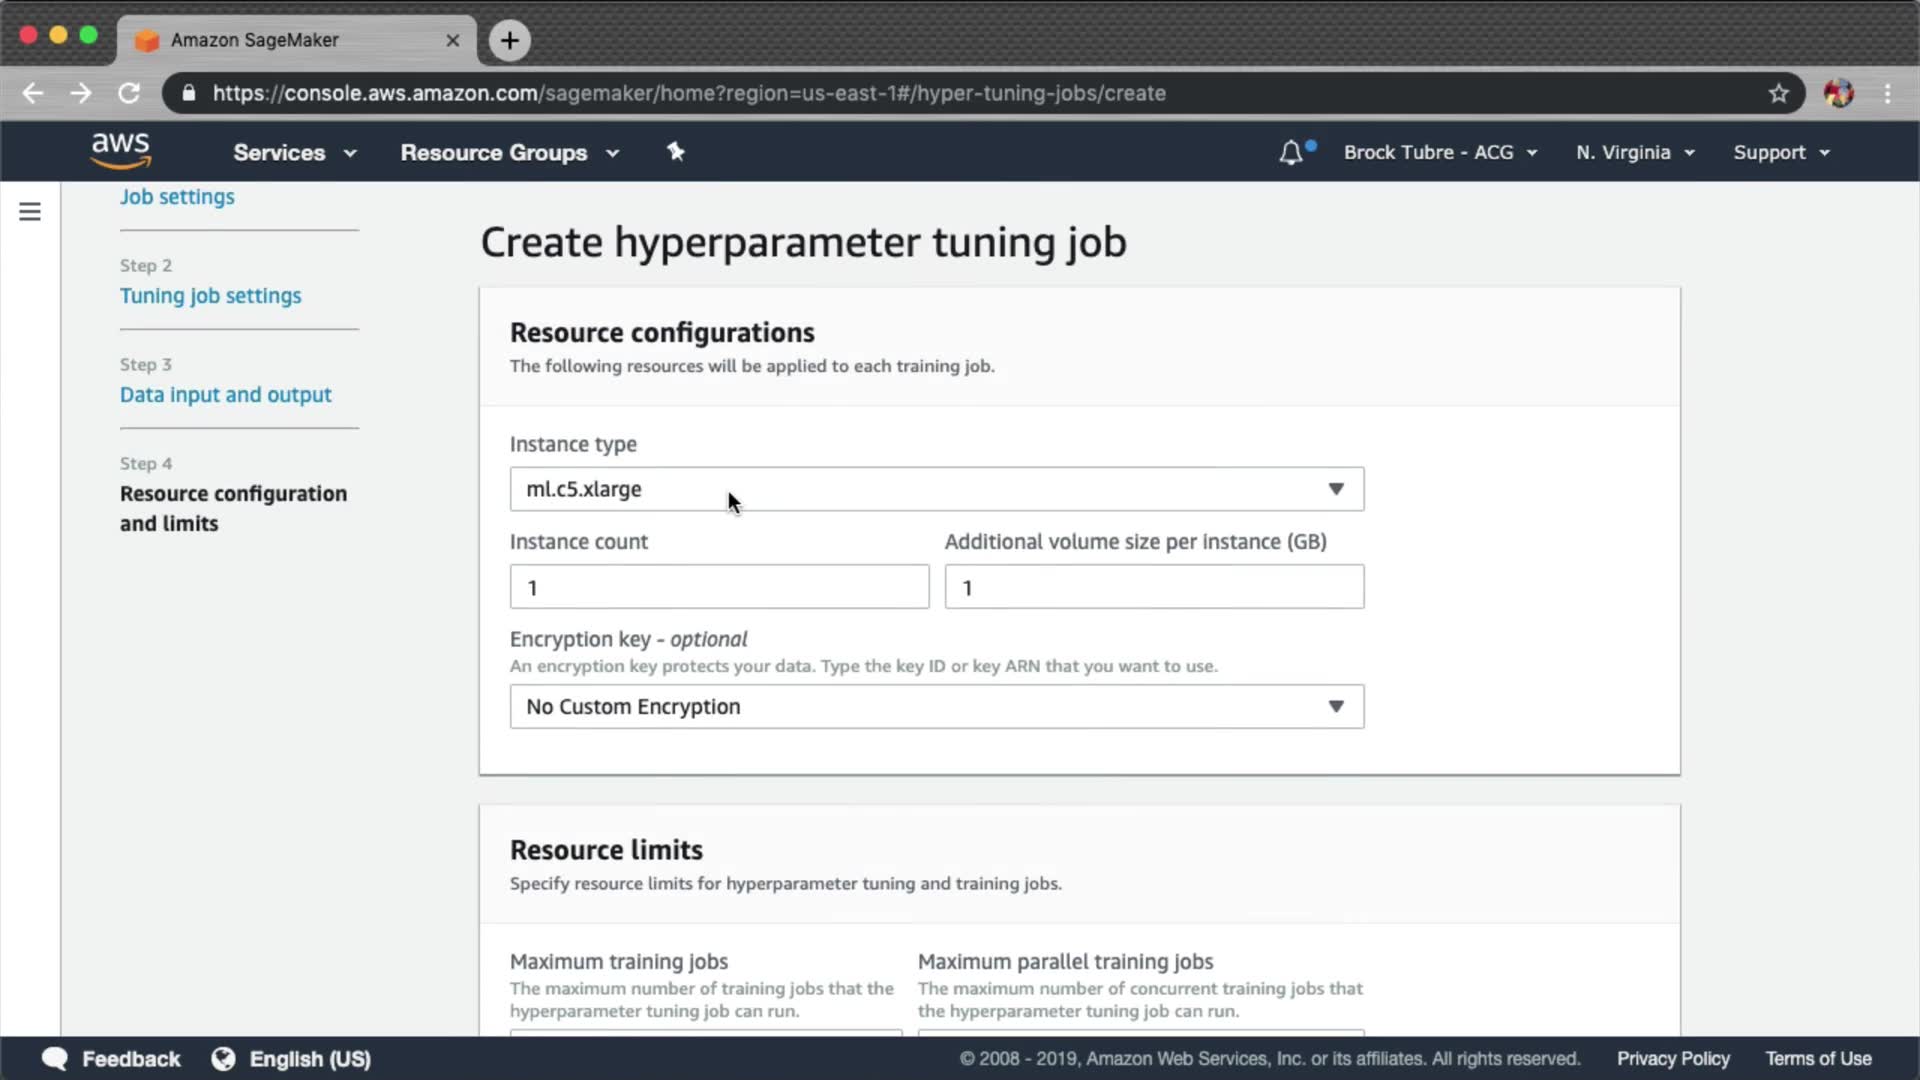 Amazon SageMaker
https://console.aws.amazon.com/sagemaker/home?region=us-east-1#/hyper-tuning-jobs/create
aws
Services
Resource Groups
Brock Tubre - ACG
N. Virginia
Support
Job settings
Step 2
Tuning job settings
Step 3
Data input and output
Step 4
Resource configuration
and limits
Create hyperparameter tuning job
Resource configurations
The following resources will be applied to each training job.
Instance type
ml.c5.xlarge
Instance count
Additional volume size per instance (GB)
1
1
Encryption key - optional
An encryption key protects your data. Type the key ID or key ARN that you want to use.
No Custom Encryption
Resource limits
Specify resource limits for hyperparameter tuning and training jobs.
Maximum training jobs
The maximum number of training jobs that the
hyperparameter tuning job can run.
Maximum parallel training jobs
The maximum number of concurrent training jobs that
the hyperparameter tuning job can run.
Feedback
English (US)
© 2008 - 2019, Amazon Web Services, Inc. or its affiliates. All rights reserved.
Privacy Policy
Terms of Use